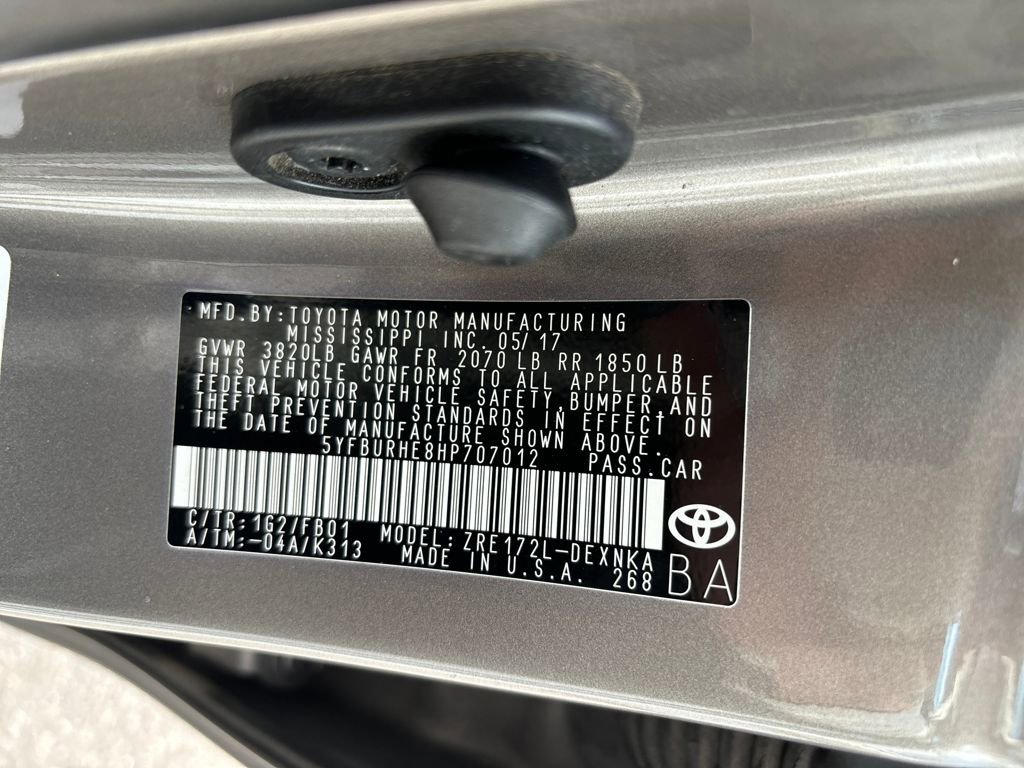 MFD.BY:TOYOTA MOTOR MANUFACTURING
MISSISSIPPI INC. 05/17
GVWR 3820LB GAWR FR 2070 LB RR 1850 LB
THIS VEHICLE CONFORMS TO ALL APPLICABLE
FEDERAL MOTOR VEHICLE SAFETY,BUMPER,AND
THEFT PREVENTION STANDARDS IN EFFECT ON
THE DATE OF MANUFACTURE SHOWN ABOVE.
5YFBURHE8HP707012 PASS.CAR
C/TR:1G2/FB01 MODEL:ZRE172L-DEXNKA
A/TM:-04A/K313 MADE IN U.S.A. 268
BA